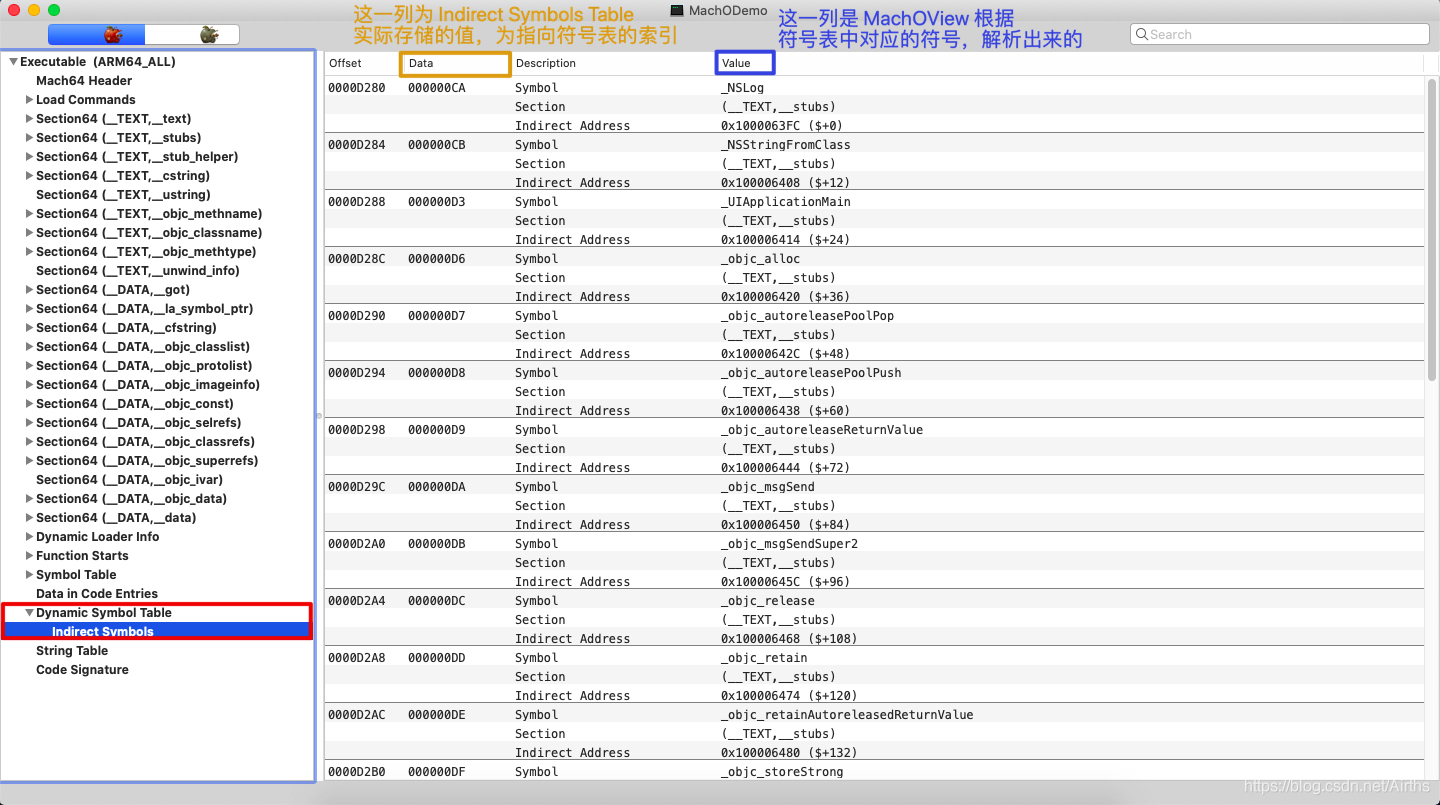 这一列为 Indirect Symbols Table
实际存储的值，为指向符号表的索引
MachODemo
这一列是 MachOView 根据
符号表中对应的符号，解析出来的
Search
Executable (ARM64_ALL)
Mach64 Header
Load Commands
Section64 (__TEXT,__text)
Section64 (__TEXT,__stubs)
Section64 (__TEXT,__stub_helper)
Section64 (__TEXT,__cstring)
Section64 (__TEXT,__ustring)
Section64 (__TEXT,__objc_methname)
Section64 (__TEXT,__objc_classname)
Section64 (__TEXT,__objc_methtype)
Section64 (__TEXT,__unwind_info)
Section64 (__DATA,__got)
Section64 (__DATA,__la_symbol_ptr)
Section64 (__DATA,__cfstring)
Section64 (__DATA,__objc_classlist)
Section64 (__DATA,__objc_protolist)
Section64 (__DATA,__objc_imageinfo)
Section64 (__DATA,__objc_const)
Section64 (__DATA,__objc_selrefs)
Section64 (__DATA,__objc_classrefs)
Section64 (__DATA,__objc_superrefs)
Section64 (__DATA,__objc_ivar)
Section64 (__DATA,__objc_data)
Section64 (__DATA,__data)
Dynamic Loader Info
Function Starts
Symbol Table
Data in Code Entries
Dynamic Symbol Table
Indirect Symbols
String Table
Code Signature
Offset Data Description Value
0000D280 000000CA Symbol _NSLog
Section (__TEXT,__stubs)
Indirect Address 0x1000063FC ($+0)
0000D284 000000CB Symbol _NSStringFromClass
Section (__TEXT,__stubs)
Indirect Address 0x100006408 ($+12)
0000D288 000000D3 Symbol _UIApplicationMain
Section (__TEXT,__stubs)
Indirect Address 0x100006414 ($+24)
0000D28C 000000D6 Symbol _objc_alloc
Section (__TEXT,__stubs)
Indirect Address 0x100006420 ($+36)
0000D290 000000D7 Symbol _objc_autoreleasePoolPop
Section (__TEXT,__stubs)
Indirect Address 0x10000642C ($+48)
0000D294 000000D8 Symbol _objc_autoreleasePoolPush
Section (__TEXT,__stubs)
Indirect Address 0x100006438 ($+60)
0000D298 000000D9 Symbol _objc_autoreleaseReturnValue
Section (__TEXT,__stubs)
Indirect Address 0x100006444 ($+72)
0000D29C 000000DA Symbol _objc_msgSend
Section (__TEXT,__stubs)
Indirect Address 0x100006450 ($+84)
0000D2A0 000000DB Symbol _objc_msgSendSuper2
Section (__TEXT,__stubs)
Indirect Address 0x10000645C ($+96)
0000D2A4 000000DC Symbol _objc_release
Section (__TEXT,__stubs)
Indirect Address 0x100006468 ($+108)
0000D2A8 000000DD Symbol _objc_retain
Section (__TEXT,__stubs)
Indirect Address 0x100006474 ($+120)
0000D2AC 000000DE Symbol _objc_retainAutoreleasedReturnValue
Section (__TEXT,__stubs)
Indirect Address 0x100006480 ($+132)
0000D2B0 000000DF Symbol _objc_storeStrong
https://blog.csdn.net/Airths